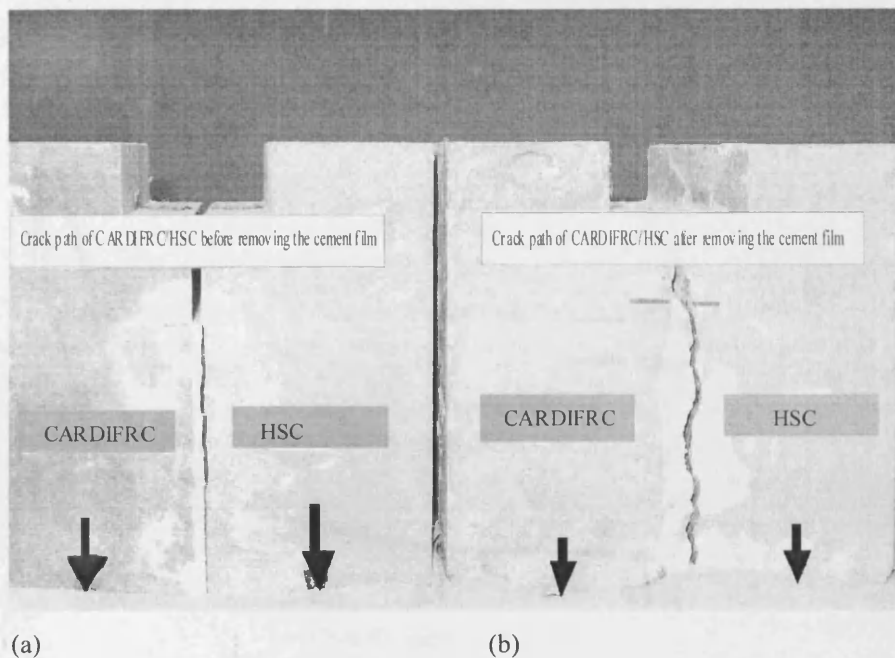 Crack path of CARDIFRC/HSC before removing the cement film
Crack path of CARDIFRC/HSC after removing the cement film
CARDIFRC
HSC
CARDIFRC
HSC
(a)
(b)